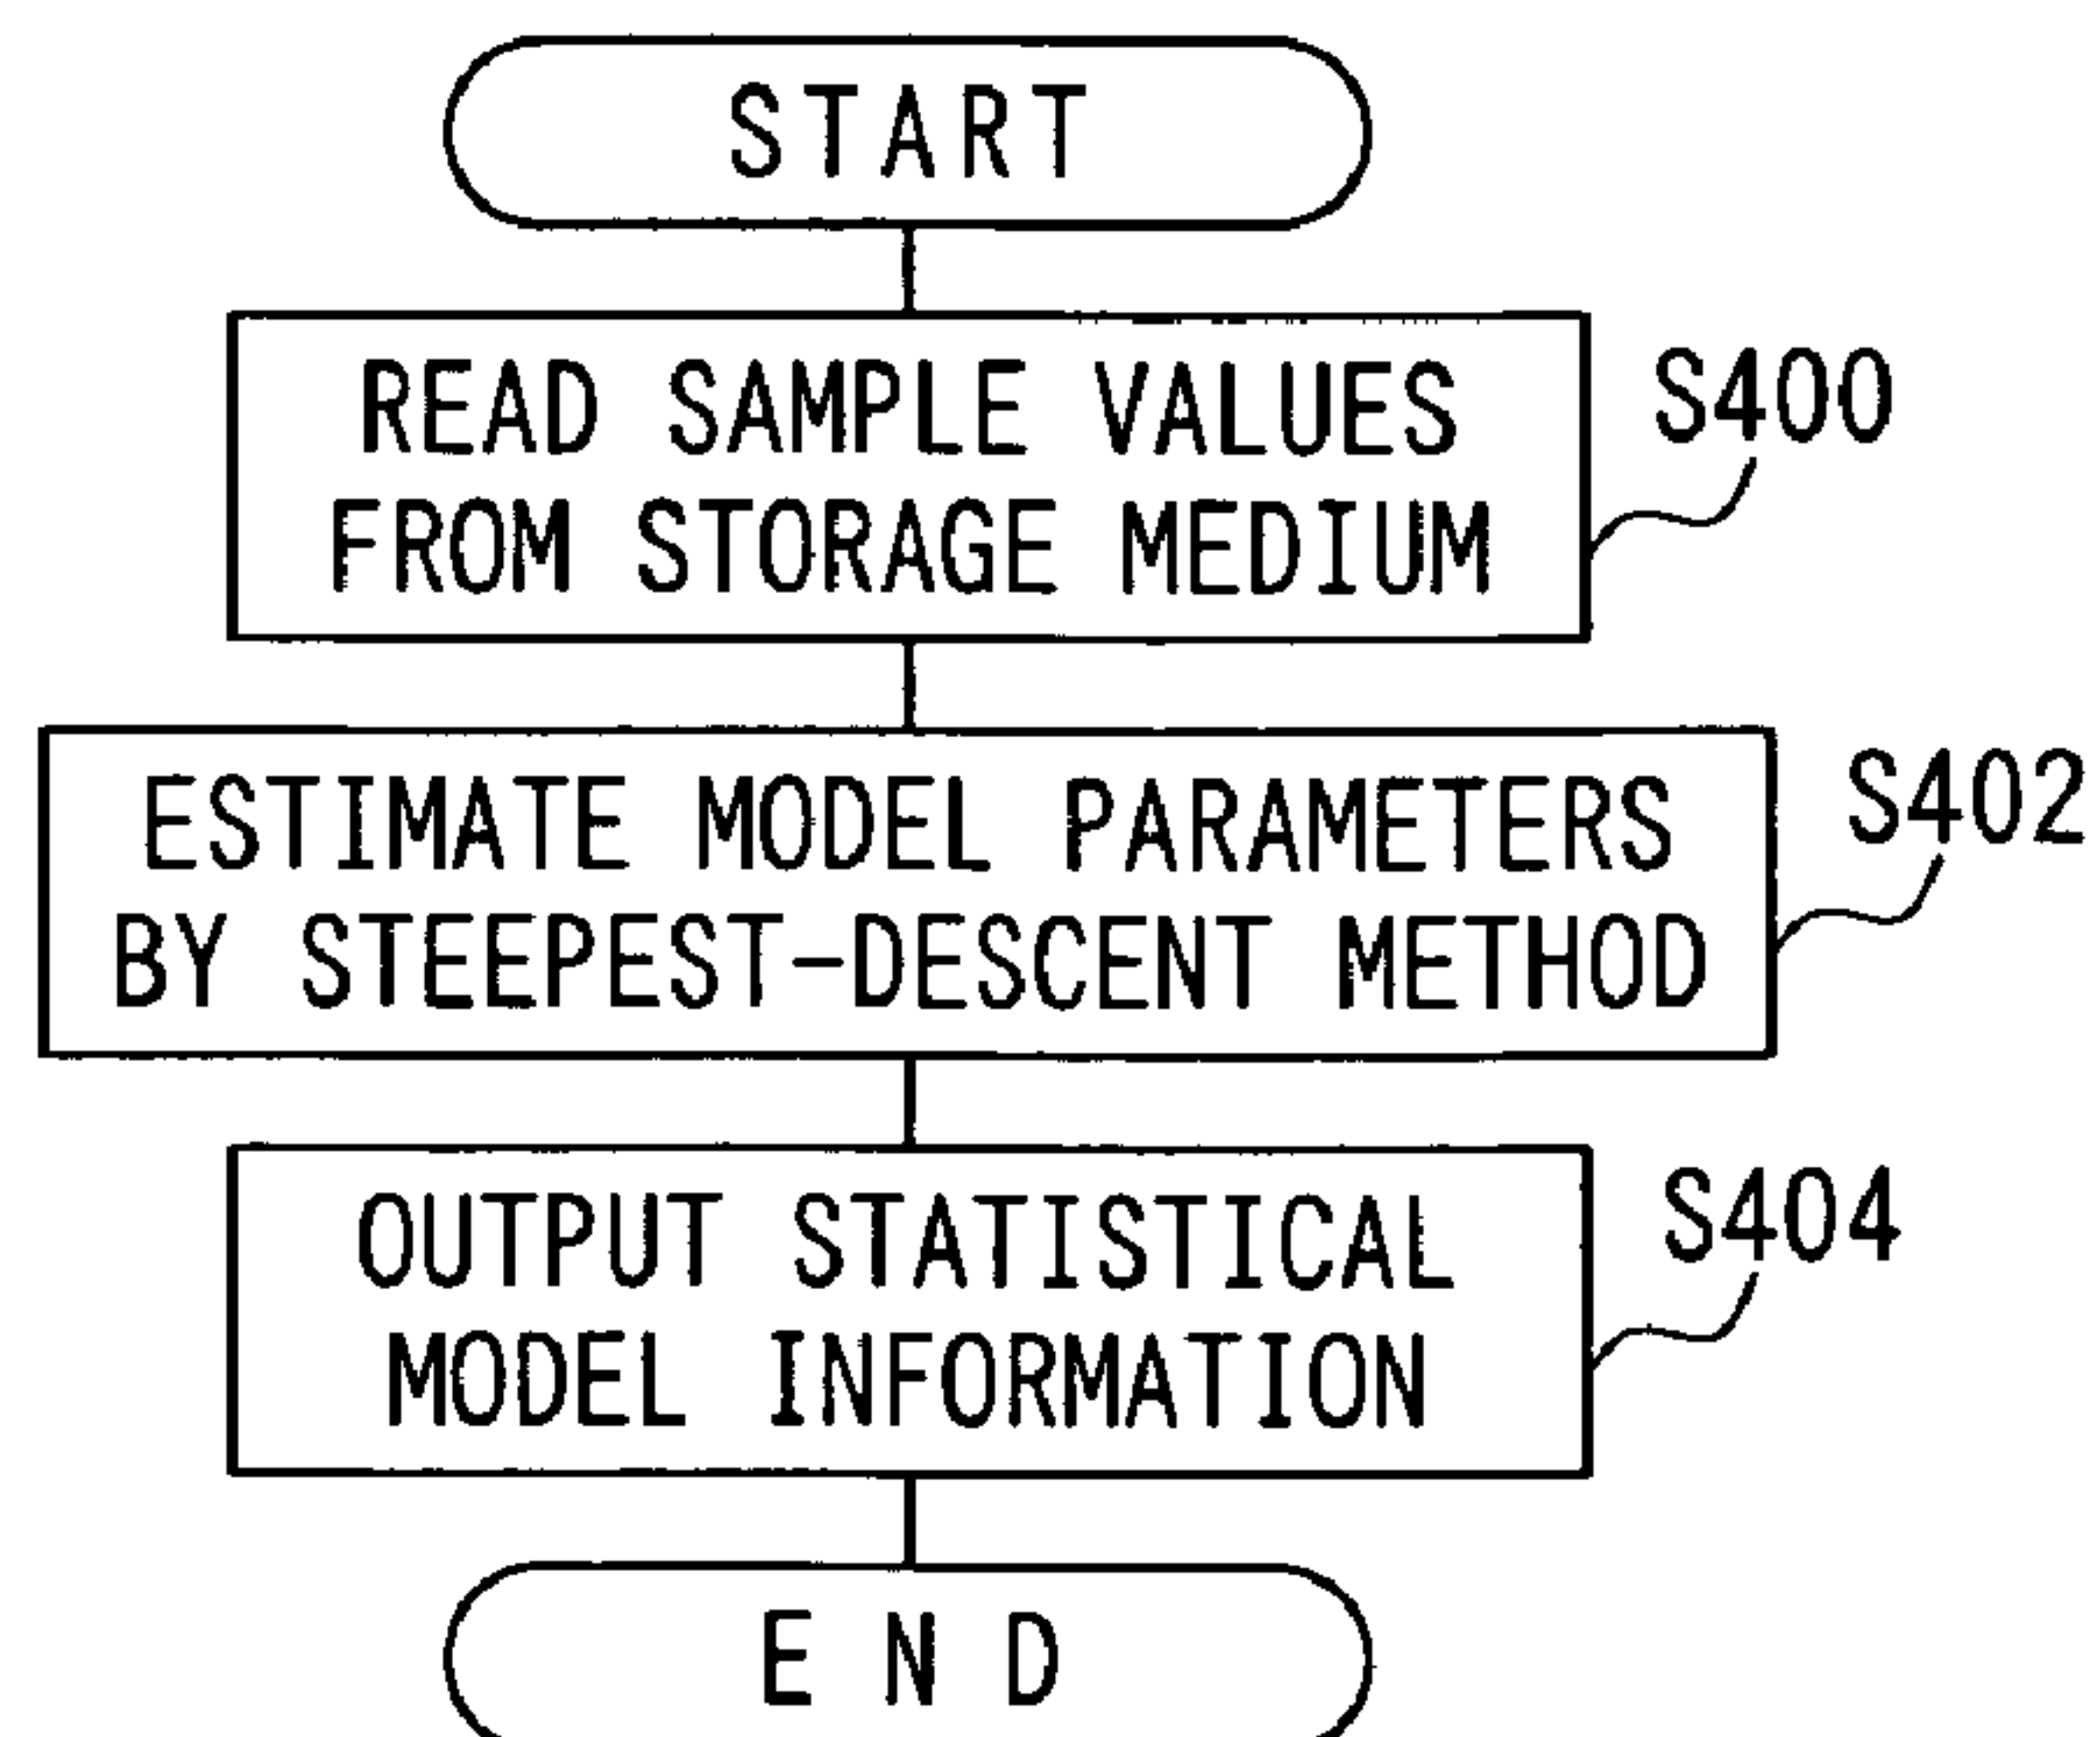 START
READ SAMPLE VALUES
FROM STORAGE MEDIUM
S400
ESTIMATE MODEL PARAMETERS
BY STEEPEST-DESCENT METHOD
S402
OUTPUT STATISTICAL
MODEL INFORMATION
S404
END